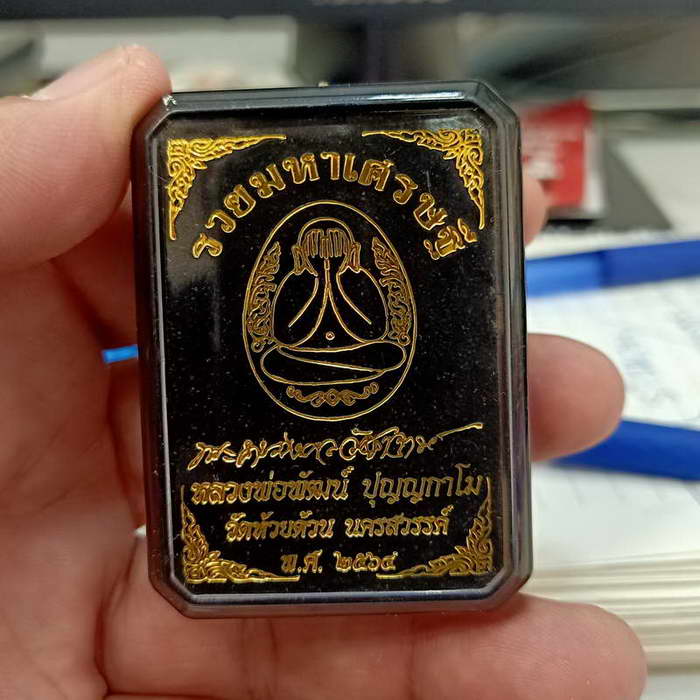 รวยมหาเศรษฐี
หลวงพ่อพัฒน์ ปุญญกาโม
วัดห้วยด้วน นครสวรรค์
พ.ศ. ๒๕๖๔